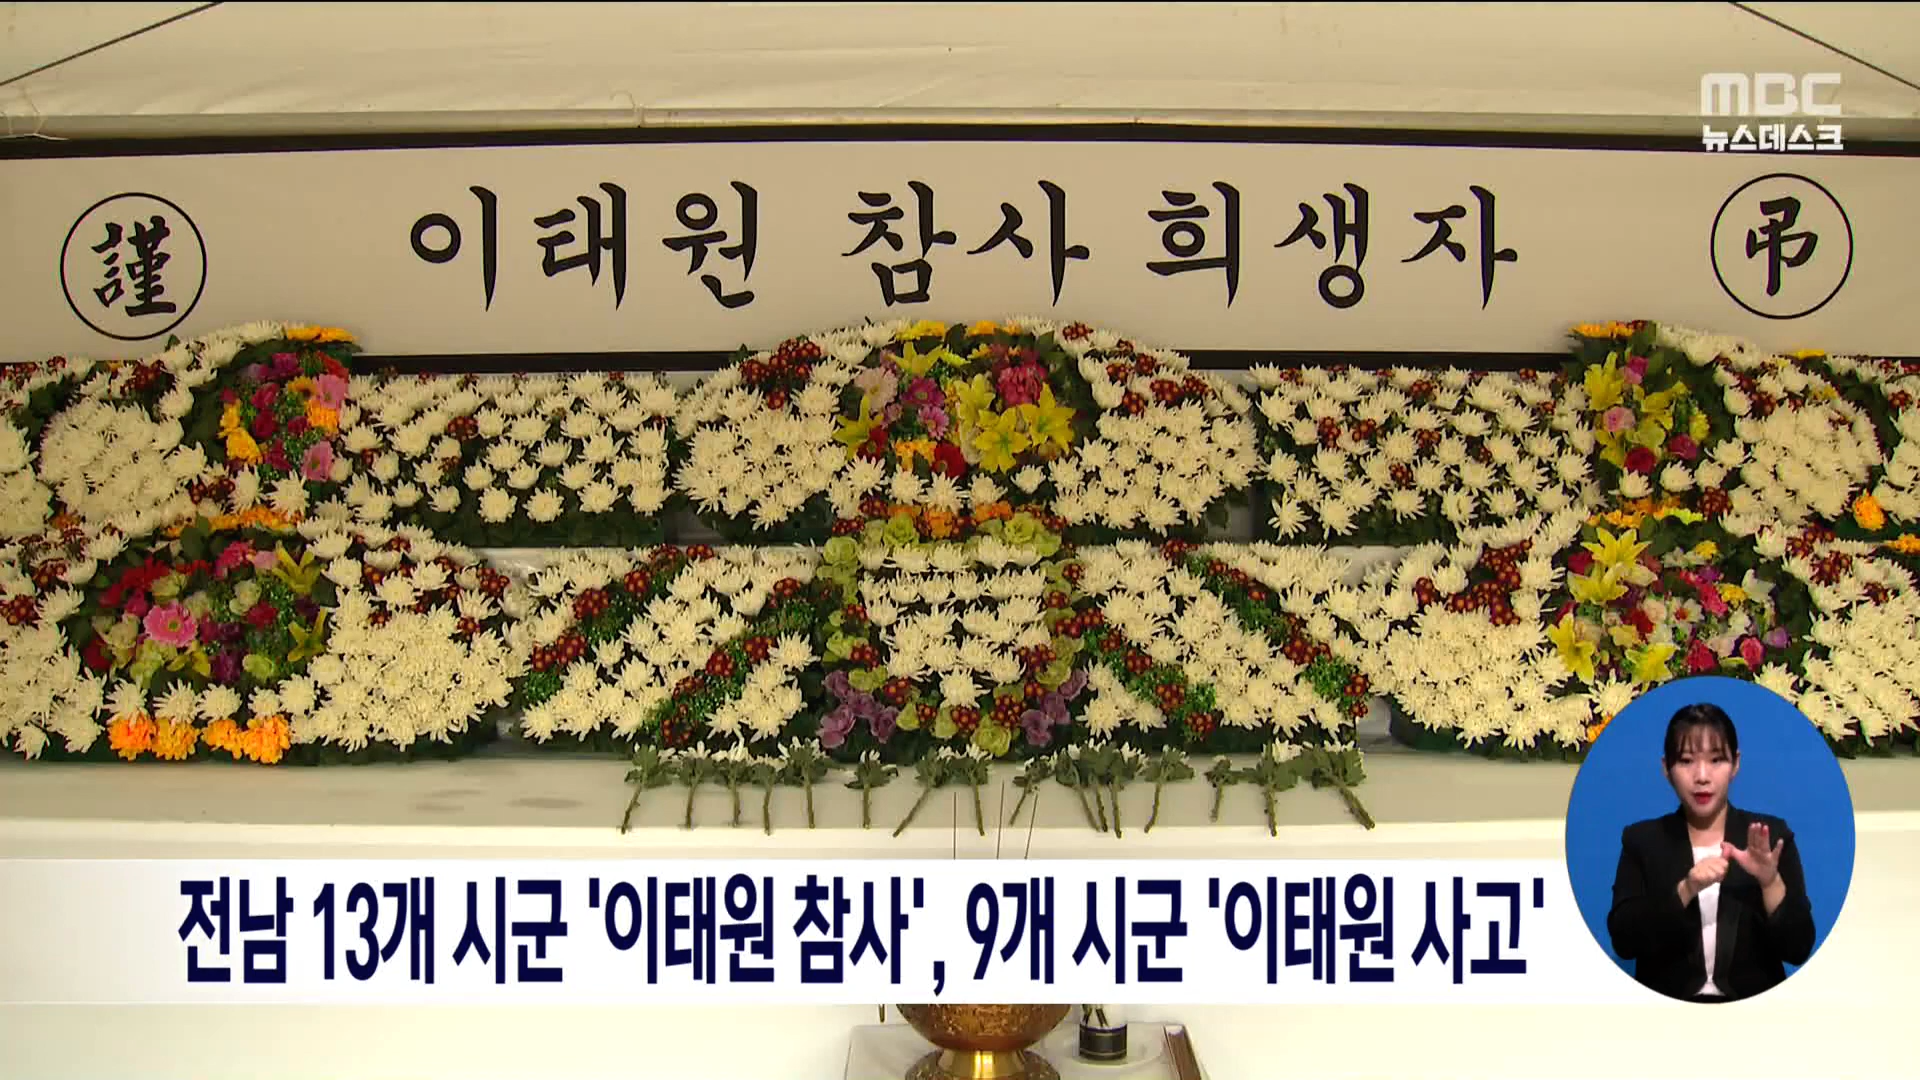 MBC
뉴스데스크
謹 이태원 참사 희생자 弔
전남 13개 시군 '이태원 참사', 9개 시군 '이태원 사고'